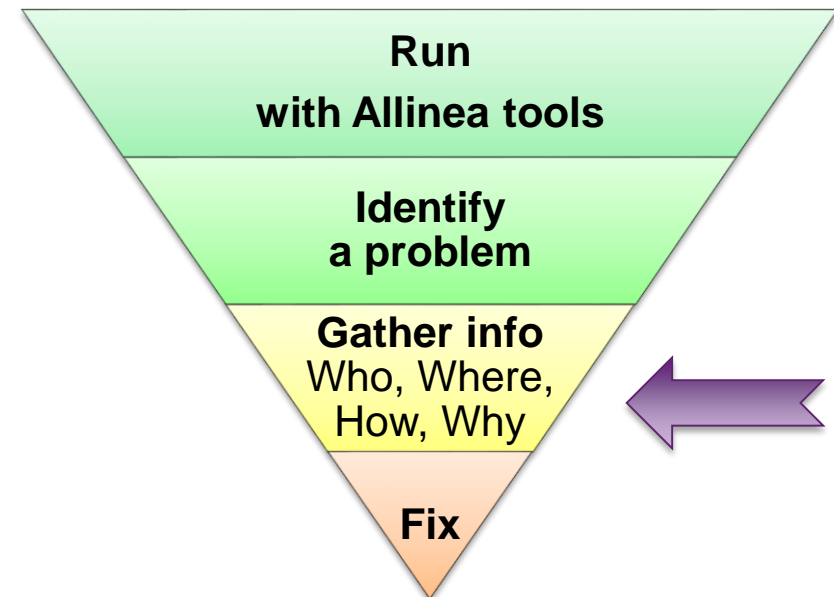 Run
with Allinea tools
Identify
a problem
Gather info
Who, Where,
How, Why
Fix